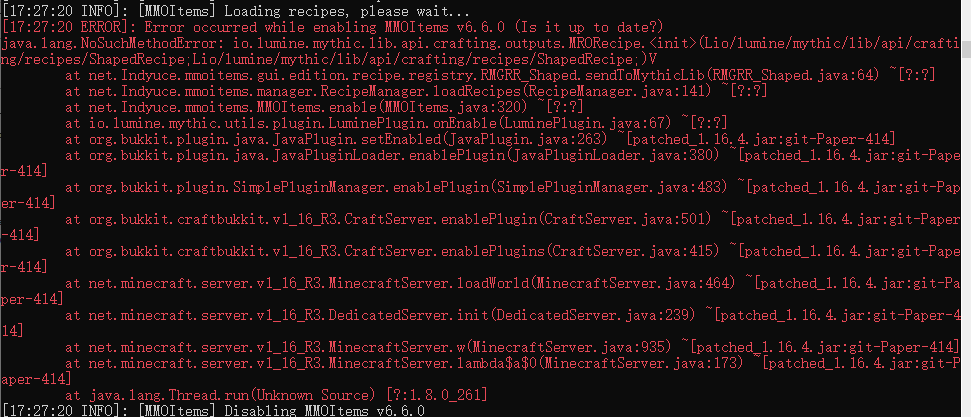 [17:27:20 INFO]: [MMOItems] Loading recipes, please wait...
[17:27:20 ERROR]: Error occurred while enabling MMOItems v6.6.0 (Is it up to date?)
java.lang.NoSuchMethodError: io.lumine.mythic.lib.api.crafting.outputs.MRORecipe.<init>(Lio/lumine/mythic/lib/api/crafti
ng/recipes/ShapedRecipe;Lio/lumine/mythic/lib/api/crafting/recipes/ShapedRecipe;)V
at net.Indyuce.mmoitems.gui.edition.recipe.registry.RMGRR_Shaped.sendToMythicLib(RMGRR_Shaped.java:64) ~[?:?]
at net.Indyuce.mmoitems.manager.RecipeManager.loadRecipes(RecipeManager.java:141) ~[?:?]
at net.Indyuce.mmoitems.MMOItems.enable(MMOItems.java:320) ~[?:?]
at io.lumine.mythic.utils.plugin.LuminePlugin.onEnable(LuminePlugin.java:67) ~[?:?]
at org.bukkit.plugin.java.JavaPlugin.setEnabled(JavaPlugin.java:263) ~[patched_1.16.4.jar:git-Paper-414]
at org.bukkit.plugin.java.JavaPluginLoader.enablePlugin(JavaPluginLoader.java:380) ~[patched_1.16.4.jar:git-Pape
r-414]
at org.bukkit.plugin.SimplePluginManager.enablePlugin(SimplePluginManager.java:483) ~[patched_1.16.4.jar:git-Pap
er-414]
at org.bukkit.craftbukkit.v1_16_R3.CraftServer.enablePlugin(CraftServer.java:501) ~[patched_1.16.4.jar:git-Paper
-414]
at org.bukkit.craftbukkit.v1_16_R3.CraftServer.enablePlugins(CraftServer.java:415) ~[patched_1.16.4.jar:git-Pape
r-414]
at net.minecraft.server.v1_16_R3.MinecraftServer.loadWorld(MinecraftServer.java:464) ~[patched_1.16.4.jar:git-Pa
per-414]
at net.minecraft.server.v1_16_R3.DedicatedServer.init(DedicatedServer.java:239) ~[patched_1.16.4.jar:git-Paper-4
14]
at net.minecraft.server.v1_16_R3.MinecraftServer.w(MinecraftServer.java:935) ~[patched_1.16.4.jar:git-Paper-414]
at net.minecraft.server.v1_16_R3.MinecraftServer.lambda$a$0(MinecraftServer.java:173) ~[patched_1.16.4.jar:git-P
aper-414]
at java.lang.Thread.run(Unknown Source) [?:1.8.0_261]
[17:27:20 INFO]: [MMOItems] Disabling MMOItems v6.6.0